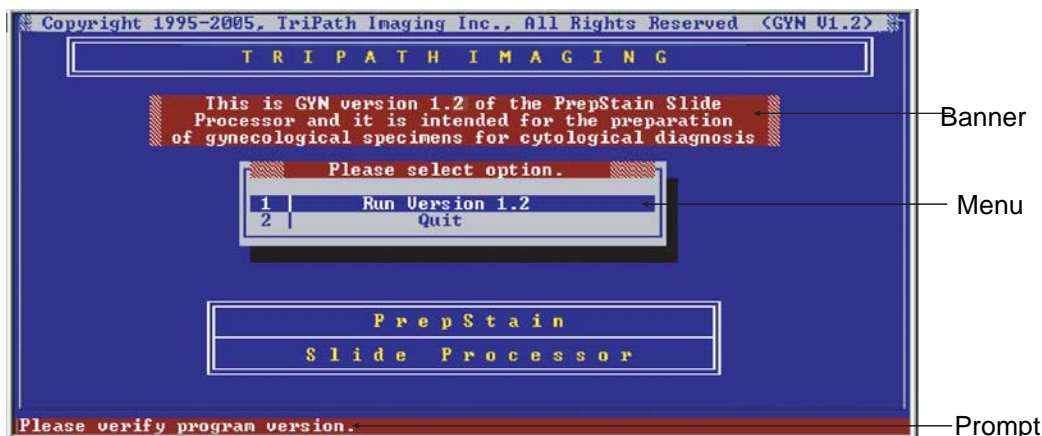 Copyright 1995-2005, TriPath Imaging Inc., All Rights Reserved (GYN V1.2)
T R I P A T H I M A G I N G
This is GYN version 1.2 of the PrepStain Slide
Processor and it is intended for the preparation
of gynecological specimens for cytological diagnosis
Banner
Please select option.
1 Run Version 1.2
Menu
2 Quit
P r e p S t a i n
S l i d e P r o c e s s o r
Please verify program version.
Prompt